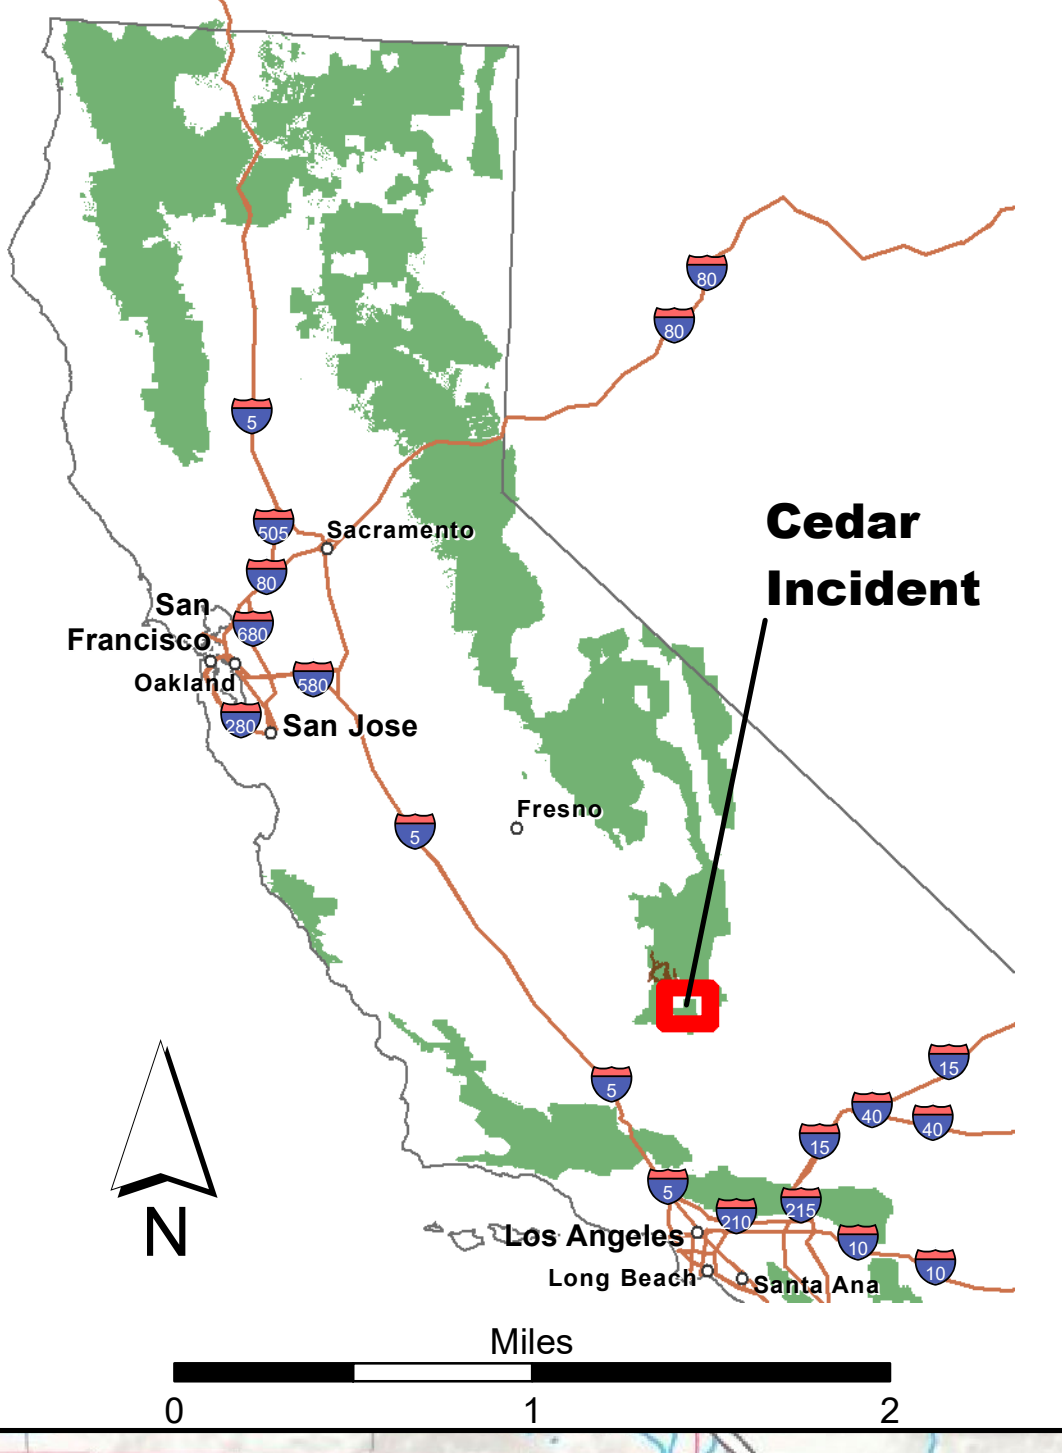 80
80
5
Cedar
Incident
505
Sacramento
80
San
Francisco
680
Oakland
580
280
San Jose
Fresno
5
5
15
40
40
15
5
210
215
N
Los Angeles
10
Long Beach
Santa Ana
10
Miles
0 1 2